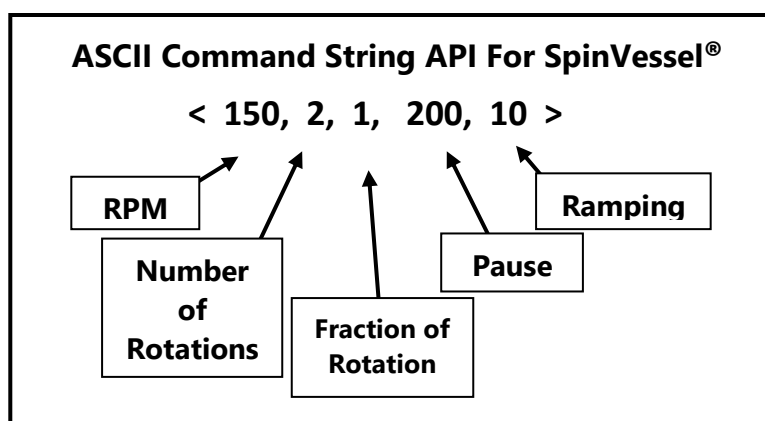 ASCII Command String API For SpinVessel®
< 150, 2, 1, 200, 10 >
RPM
Ramping
Number
of
Rotations
Pause
Fraction of
Rotation